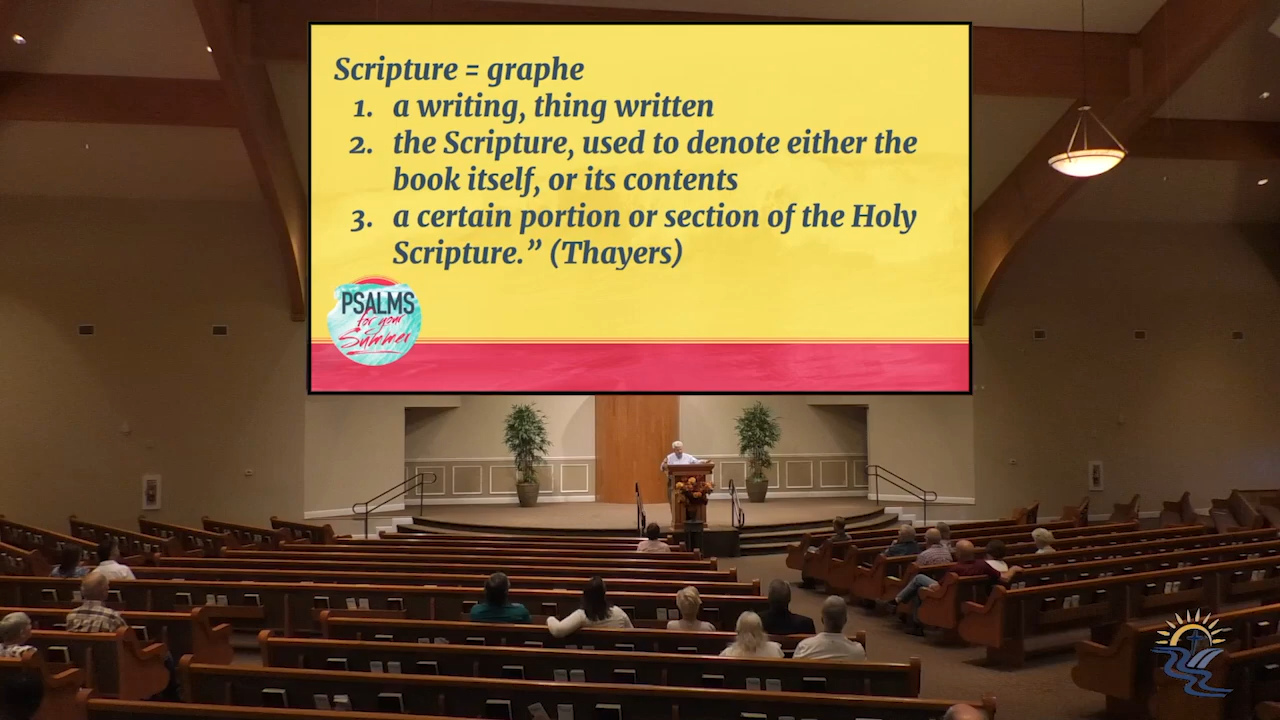 Scripture = graphe
1. a writing, thing written
2. the Scripture, used to denote either the
book itself, or its contents
3. a certain portion or section of the Holy
Scripture.” (Thayers)
PSALMS
for your
Summer